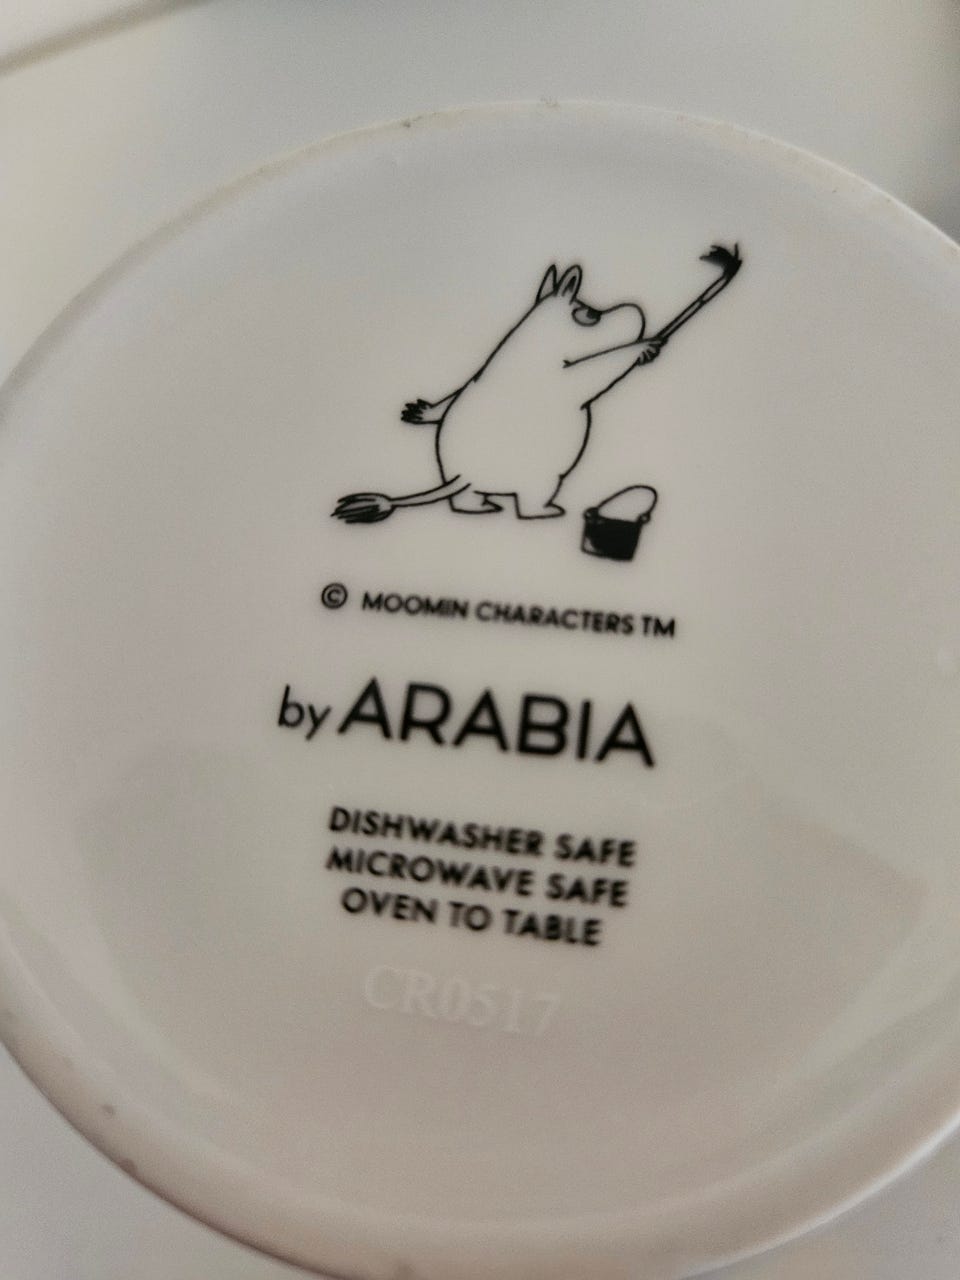 © MOOMIN CHARACTERS TM
by ARABIA
DISHWASHER SAFE
MICROWAVE SAFE
OVEN TO TABLE
CR0517